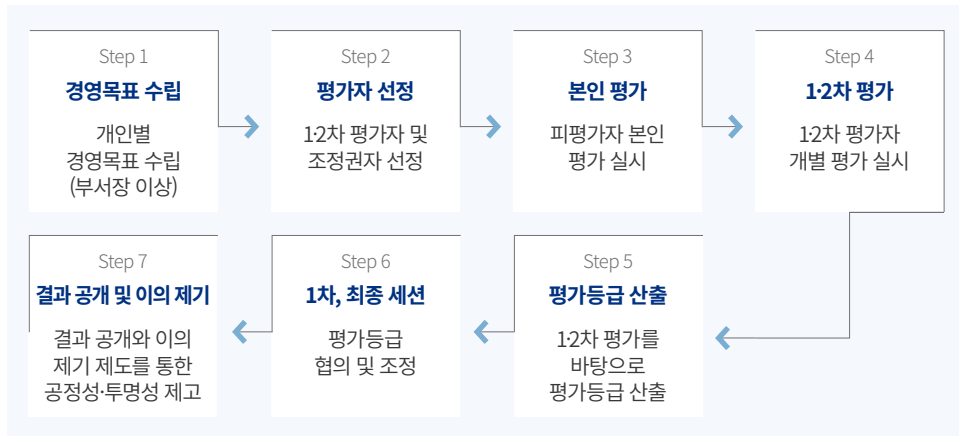 Step 1
경영목표 수립
개인별
경영목표 수립
(부서장 이상)
Step 2
평가자 선정
1·2차 평가자 및
조정권자 선정
Step 3
본인 평가
피평가자 본인
평가 실시
Step 4
1·2차 평가
1·2차 평가자
개별 평가 실시
Step 5
평가등급 산출
1·2차 평가를
바탕으로
평가등급 산출
Step 6
1차, 최종 세션
평가등급
협의 및 조정
Step 7
결과 공개 및 이의 제기
결과 공개와 이의
제기 제도를 통한
공정성·투명성 제고